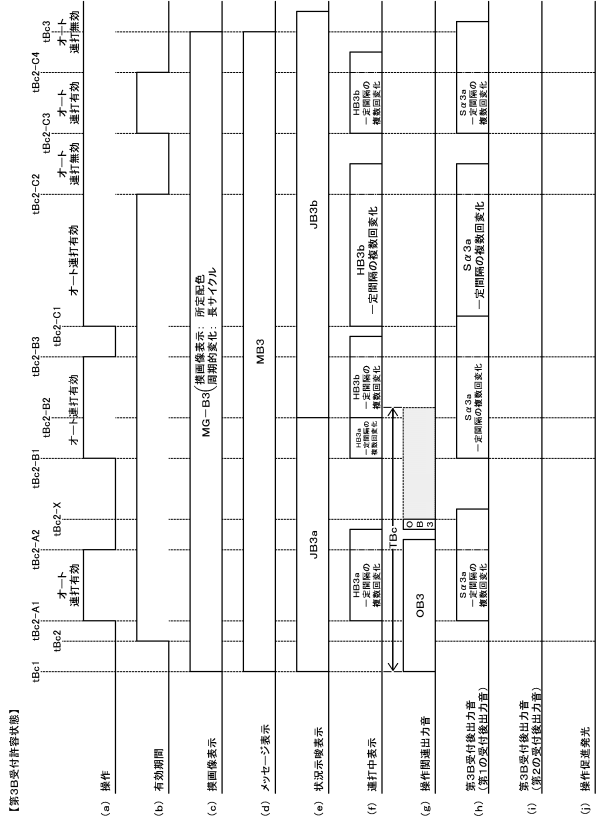 【第3B受付許容状態】
tBc1
tBc2
tBc2-A1
tBc2-A2
tBc2-X
tBc2-B1
tBc2-B2
tBc2-B3
tBc2-C1
tBc2-C2
tBc2-C3
tBc2-C4
tBc3
(a) 操作
オート
連打有効
オート連打有効
オート連打有効
オート
連打無効
オート
連打有効
オート
連打無効
(b) 有効期間
(c) 摸画像表示
MG-B3(摸画像表示: 所定配色
周期的変化: 長サイクル
(d) メッセージ表示
MB3
(e) 状況示唆表示
JB3a
JB3b
(f) 連打中表示
HB3a
一定間隔の
複数回変化
HB3a
一定間隔の
複数回変化
HB3b
一定間隔の
複数回変化
HB3b
一定間隔の複数回変化
HB3b
一定間隔の
複数回変化
TBc
(g) 操作関連出力音
OB3
OB3
(h) 第3B受付後出力音
(第1の受付後出力音)
Sα3a
一定間隔の
複数回変化
Sα3a
一定間隔の複数回変化
Sα3a
一定間隔の複数回変化
Sα3a
一定間隔の
複数回変化
(i) 第3B受付後出力音
(第2の受付後出力音)
(j) 操作促進発光